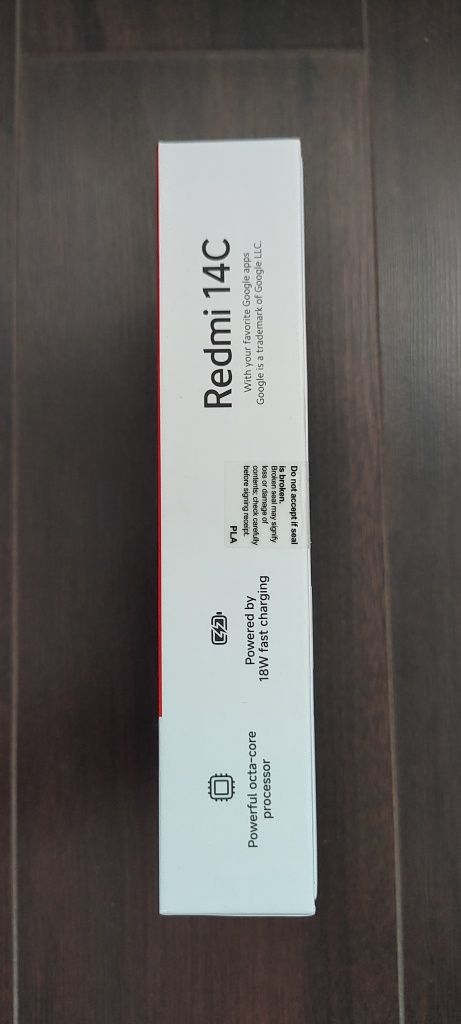 Redmi 14C
With your favorite Google apps
Google is a trademark of Google LLC.
Do not accept if seal
is broken.
Broken seal may signify
loss or damage of
contents; check carefully
before signing receipt.
PLA
Powered by
18W fast charging
Powerful octa-core
processor